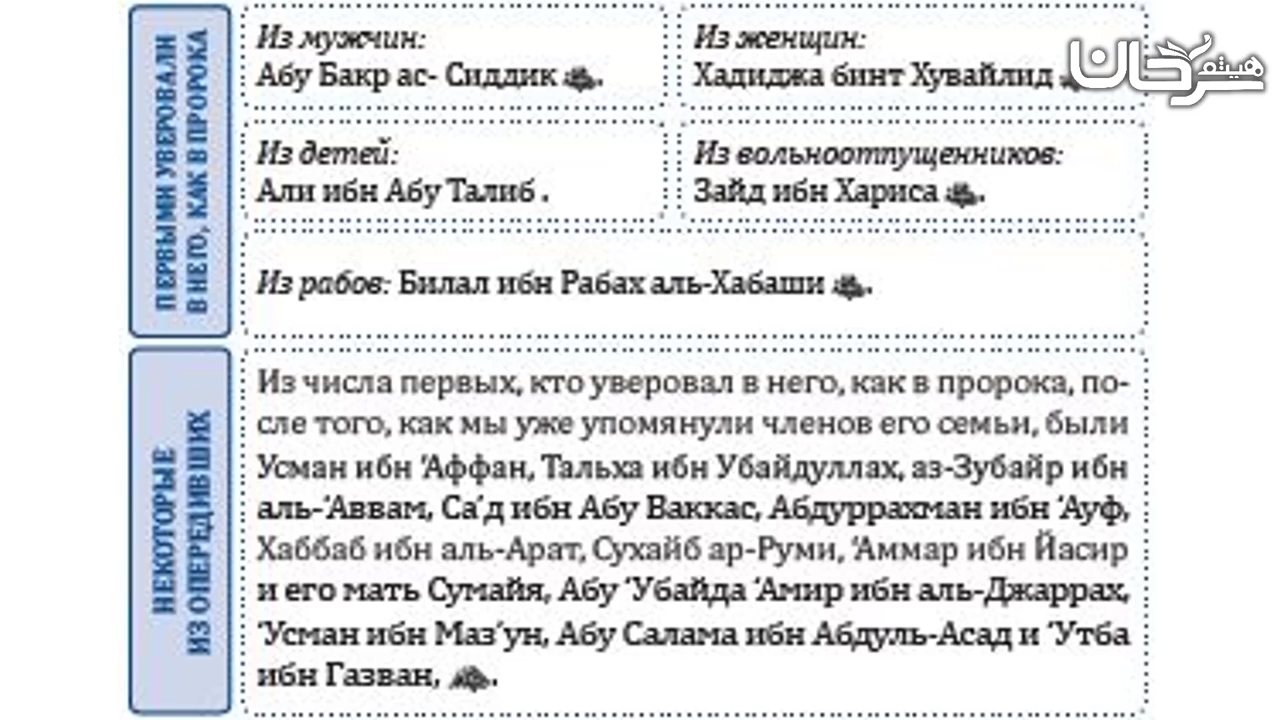 ПЕРВЫМИ УВЕРОВАЛИ
В НЕГО, КАК В ПРОРОКА
Из мужчин:
Абу Бакр ас- Сиддик .
Из женщин:
Хадиджа бинт Хувайлид
Из детей:
Али ибн Абу Талиб .
Из вольноотпущенников:
Зайд ибн Хариса .
Из рабов: Билал ибн Рабах аль-Хабаши .
НЕКОТОРЫЕ
ИЗ ОПЕРЕДИВШИХ
Из числа первых, кто уверовал в него, как в пророка, по-
сле того, как мы уже упомянули членов его семьи, были
Усман ибн ‘Аффан, Тальха ибн Убайдуллах, аз-Зубайр ибн
аль-‘Аввам, Са‘д ибн Абу Ваккас, Абдуррахман ибн ‘Ауф,
Хаббаб ибн аль-Арат, Сухайб ар-Руми, ‘Аммар ибн Йасир
и его мать Сумайя, Абу ‘Убайда ‘Амир ибн аль-Джаррах,
‘Усман ибн Маз‘ун, Абу Салама ибн Абдуль-Асад и ‘Утба
ибн Газван, .
هيتم سركان